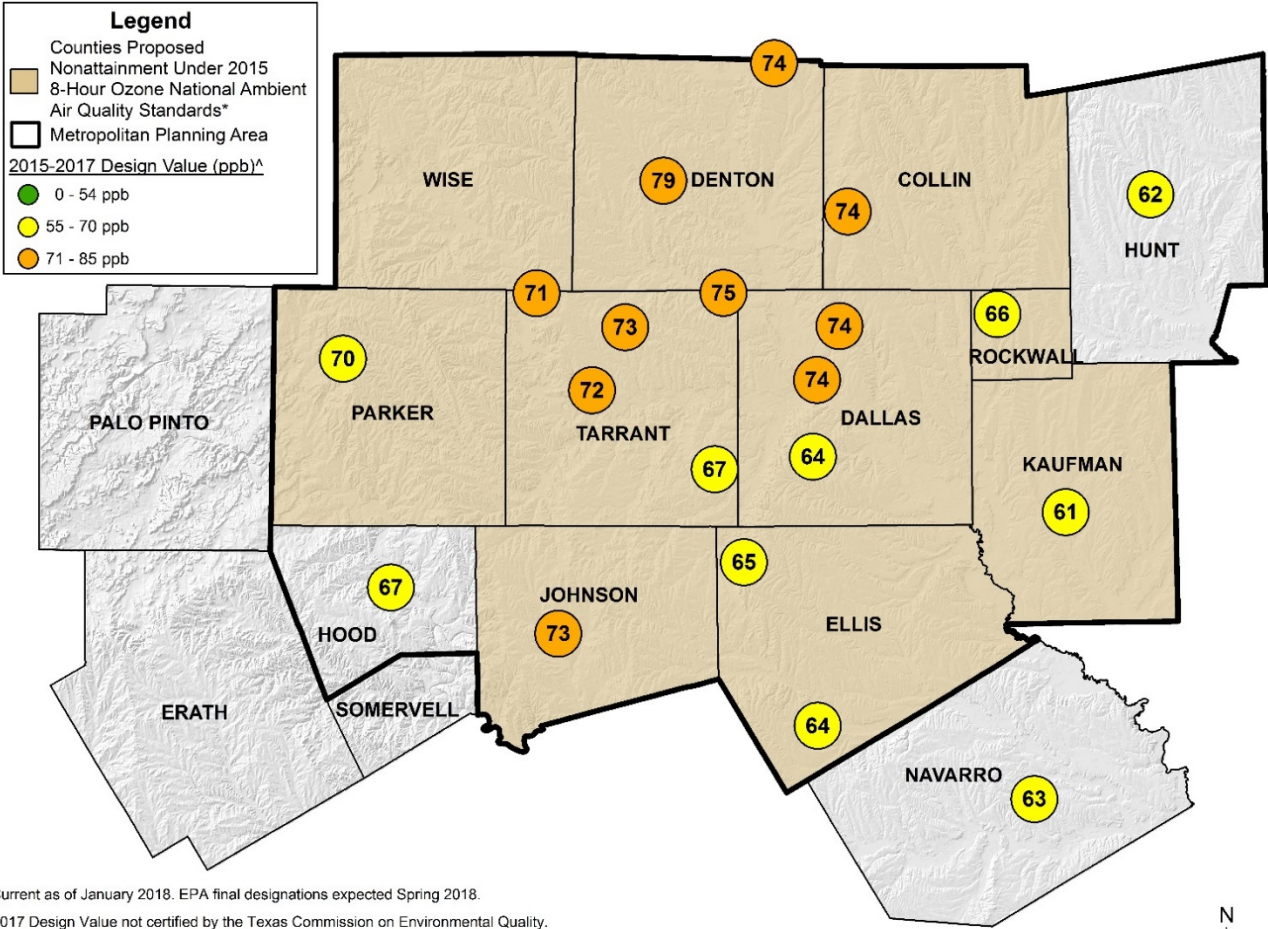 Legend
Counties Proposed
Nonattainment Under 2015
8-Hour Ozone National Ambient
Air Quality Standards*
Metropolitan Planning Area
2015-2017 Design Value (ppb)^
0 - 54 ppb
55 - 70 ppb
71 - 85 ppb
74
WISE
79 DENTON
COLLIN
74
62
HUNT
71
75
73
74
66
ROCKWALL
70
72
74
PARKER
PALO PINTO
TARRANT
DALLAS
67
64
KAUFMAN
61
65
67
JOHNSON
HOOD
73
ELLIS
ERATH
SOMERVELL
64
NAVARRO
63
as of January 2018. EPA final designations expected Spring 2018.
Design Value not certified by the Texas Commission on Environmental Quality.
N